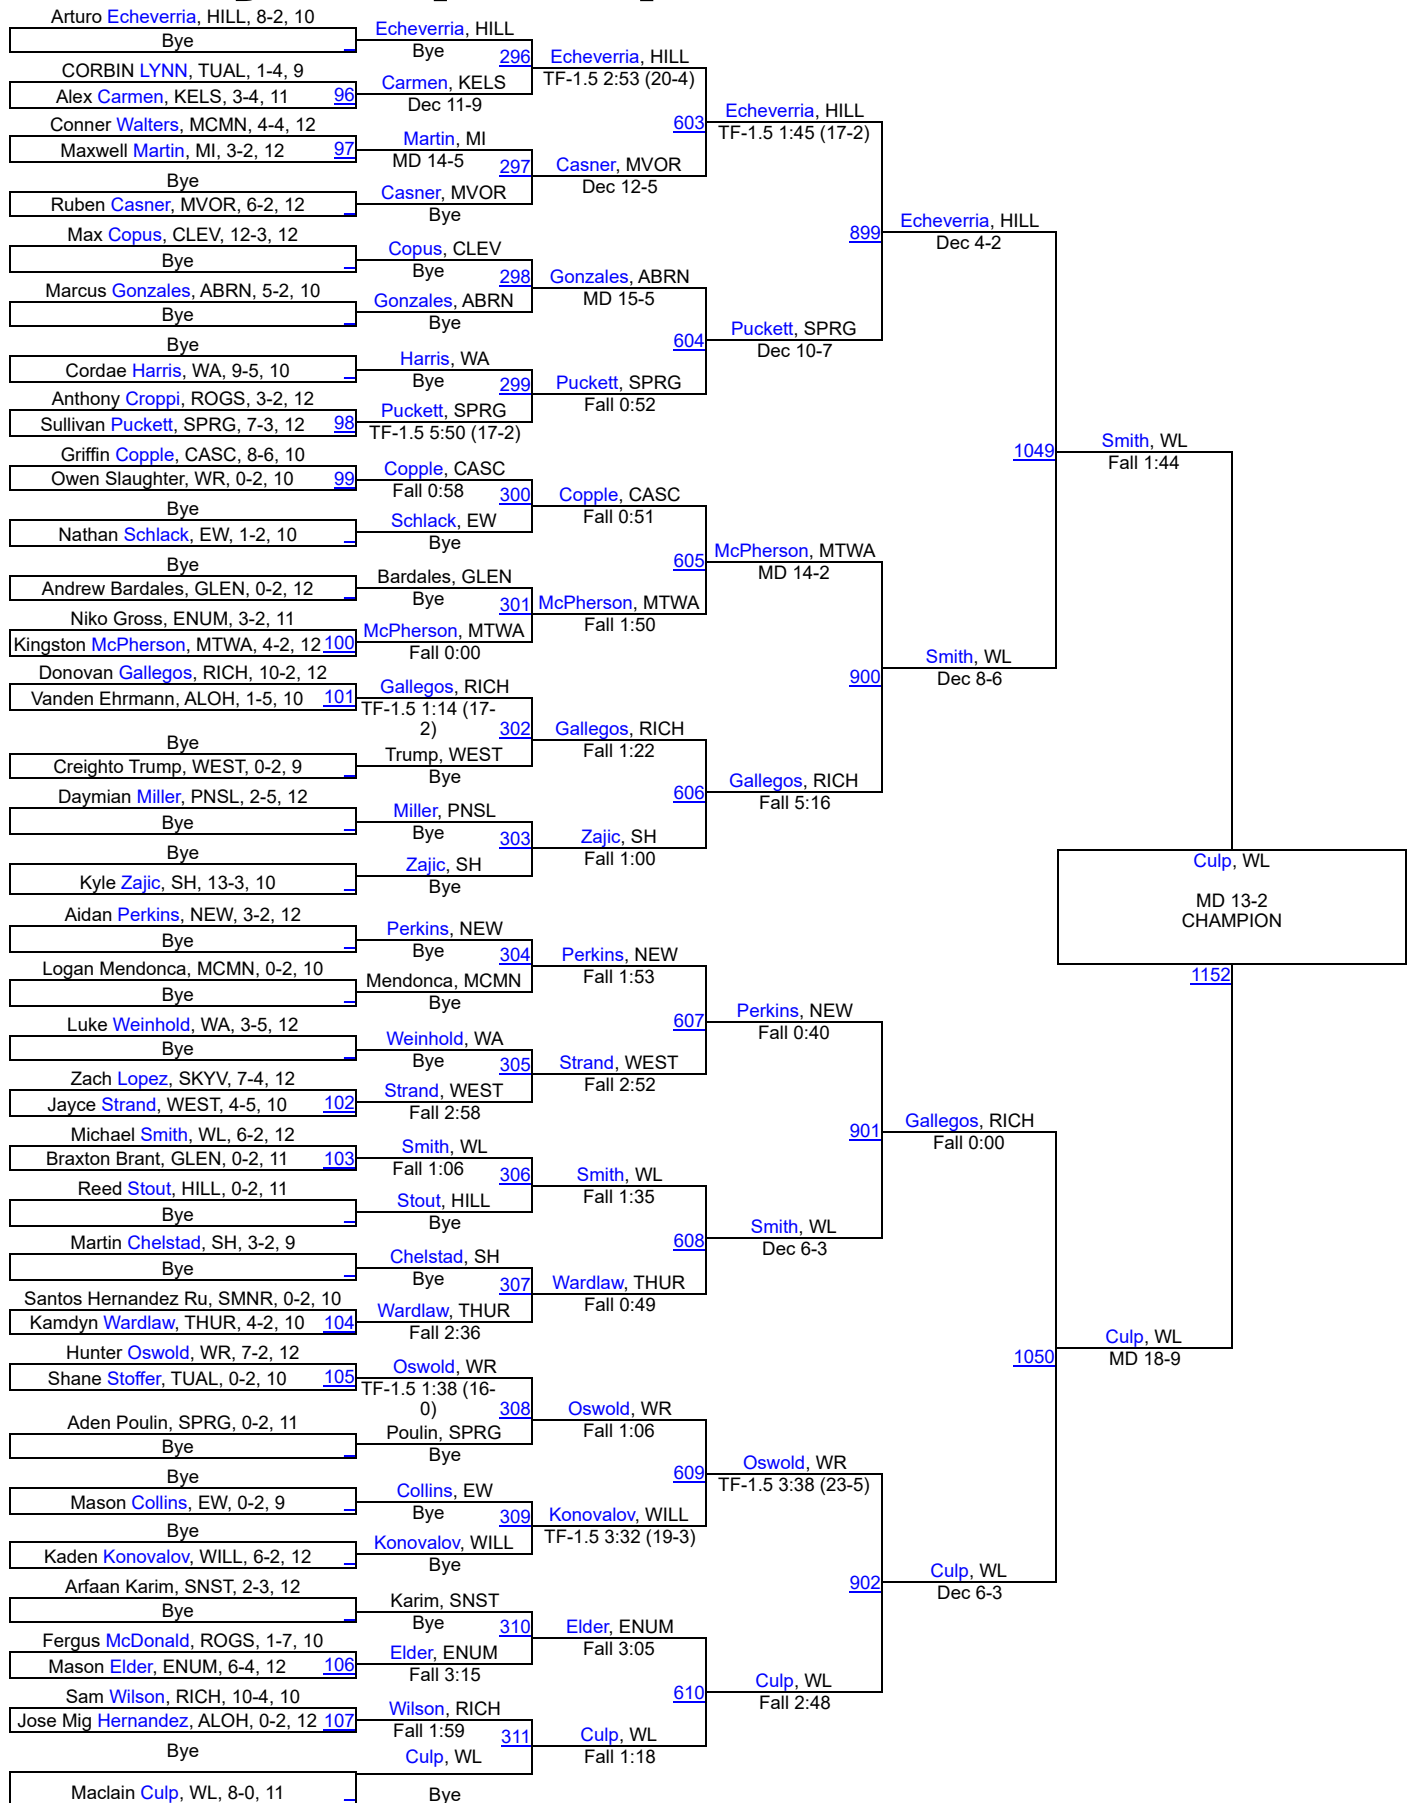 Arturo Echeverria, HILL, 8-2, 10
Bye
CORBIN LYNN, TUAL, 1-4, 9
Alex Carmen, KELS, 3-4, 11 96
Conner Walters, MCMN, 4-4, 12
Maxwell Martin, MI, 3-2, 12 97
Bye
Ruben Casner, MVOR, 6-2, 12
Max Copus, CLEV, 12-3, 12
Bye
Marcus Gonzales, ABRN, 5-2, 10
Bye
Bye
Cordae Harris, WA, 9-5, 10
Anthony Croppi, ROGS, 3-2, 12
Sullivan Puckett, SPRG, 7-3, 12 98
Griffin Copple, CASC, 8-6, 10
Owen Slaughter, WR, 0-2, 10 99
Bye
Nathan Schlack, EW, 1-2, 10
Bye
Andrew Bardales, GLEN, 0-2, 12
Niko Gross, ENUM, 3-2, 11
Kingston McPherson, MTWA, 4-2, 12 100
Donovan Gallegos, RICH, 10-2, 12
Vanden Ehrmann, ALOH, 1-5, 10 101
Bye
Creighto Trump, WEST, 0-2, 9
Daymian Miller, PNSL, 2-5, 12
Bye
Bye
Kyle Zajic, SH, 13-3, 10
Aidan Perkins, NEW, 3-2, 12
Bye
Logan Mendonca, MCMN, 0-2, 10
Bye
Luke Weinhold, WA, 3-5, 12
Bye
Zach Lopez, SKYV, 7-4, 12
Jayce Strand, WEST, 4-5, 10 102
Michael Smith, WL, 6-2, 12
Braxton Brant, GLEN, 0-2, 11 103
Reed Stout, HILL, 0-2, 11
Bye
Martin Chelstad, SH, 3-2, 9
Bye
Santos Hernandez Ru, SMNR, 0-2, 10
Kamdyn Wardlaw, THUR, 4-2, 10 104
Hunter Oswold, WR, 7-2, 12
Shane Stoffer, TUAL, 0-2, 10 105
Aden Poulin, SPRG, 0-2, 11
Bye
Bye
Mason Collins, EW, 0-2, 9
Bye
Kaden Konovalov, WILL, 6-2, 12
Arfaan Karim, SNST, 2-3, 12
Bye
Fergus McDonald, ROGS, 1-7, 10
Mason Elder, ENUM, 6-4, 12 106
Sam Wilson, RICH, 10-4, 10
Jose Mig Hernandez, ALOH, 0-2, 12 107
Bye
Maclain Culp, WL, 8-0, 11
Echeverria, HILL
Bye
296
Carmen, KELS
Dec 11-9
Martin, MI
MD 14-5
297
Casner, MVOR
Bye
Copus, CLEV
Bye
298
Gonzales, ABRN
Bye
Harris, WA
Bye
299
Puckett, SPRG
TF-1.5 5:50 (17-2)
Copple, CASC
Fall 0:58
300
Schlack, EW
Bye
Bardales, GLEN
Bye
301
McPherson, MTWA
Fall 0:00
Gallegos, RICH
TF-1.5 1:14 (17-
2)
302
Trump, WEST
Bye
Miller, PNSL
Bye
303
Zajic, SH
Bye
Perkins, NEW
Bye
304
Mendonca, MCMN
Bye
Weinhold, WA
Bye
305
Strand, WEST
Fall 2:58
Smith, WL
Fall 1:06
306
Stout, HILL
Bye
Chelstad, SH
Bye
307
Wardlaw, THUR
Fall 2:36
Oswold, WR
TF-1.5 1:38 (16-
0)
308
Poulin, SPRG
Bye
Collins, EW
Bye
309
Konovalov, WILL
Bye
Karim, SNST
Bye
310
Elder, ENUM
Fall 3:15
Wilson, RICH
Fall 1:59
311
Culp, WL
Bye
Echeverria, HILL
TF-1.5 2:53 (20-4)
603
Casner, MVOR
Dec 12-5
Gonzales, ABRN
MD 15-5
604
Puckett, SPRG
Fall 0:52
Copple, CASC
Fall 0:51
605
McPherson, MTWA
Fall 1:50
Gallegos, RICH
Fall 1:22
606
Zajic, SH
Fall 1:00
Perkins, NEW
Fall 1:53
607
Strand, WEST
Fall 2:52
Smith, WL
Fall 1:35
608
Wardlaw, THUR
Fall 0:49
Oswold, WR
Fall 1:06
609
Konovalov, WILL
TF-1.5 3:32 (19-3)
Elder, ENUM
Fall 3:05
610
Culp, WL
Fall 1:18
Echeverria, HILL
TF-1.5 1:45 (17-2)
899
Puckett, SPRG
Dec 10-7
McPherson, MTWA
MD 14-2
900
Gallegos, RICH
Fall 5:16
Perkins, NEW
Fall 0:40
901
Smith, WL
Dec 6-3
Oswold, WR
TF-1.5 3:38 (23-5)
902
Culp, WL
Fall 2:48
Echeverria, HILL
Dec 4-2
1049
Smith, WL
Dec 8-6
Gallegos, RICH
Fall 0:00
1050
Culp, WL
Dec 6-3
Smith, WL
Fall 1:44
Culp, WL
MD 18-9
Culp, WL
MD 13-2
CHAMPION
1152